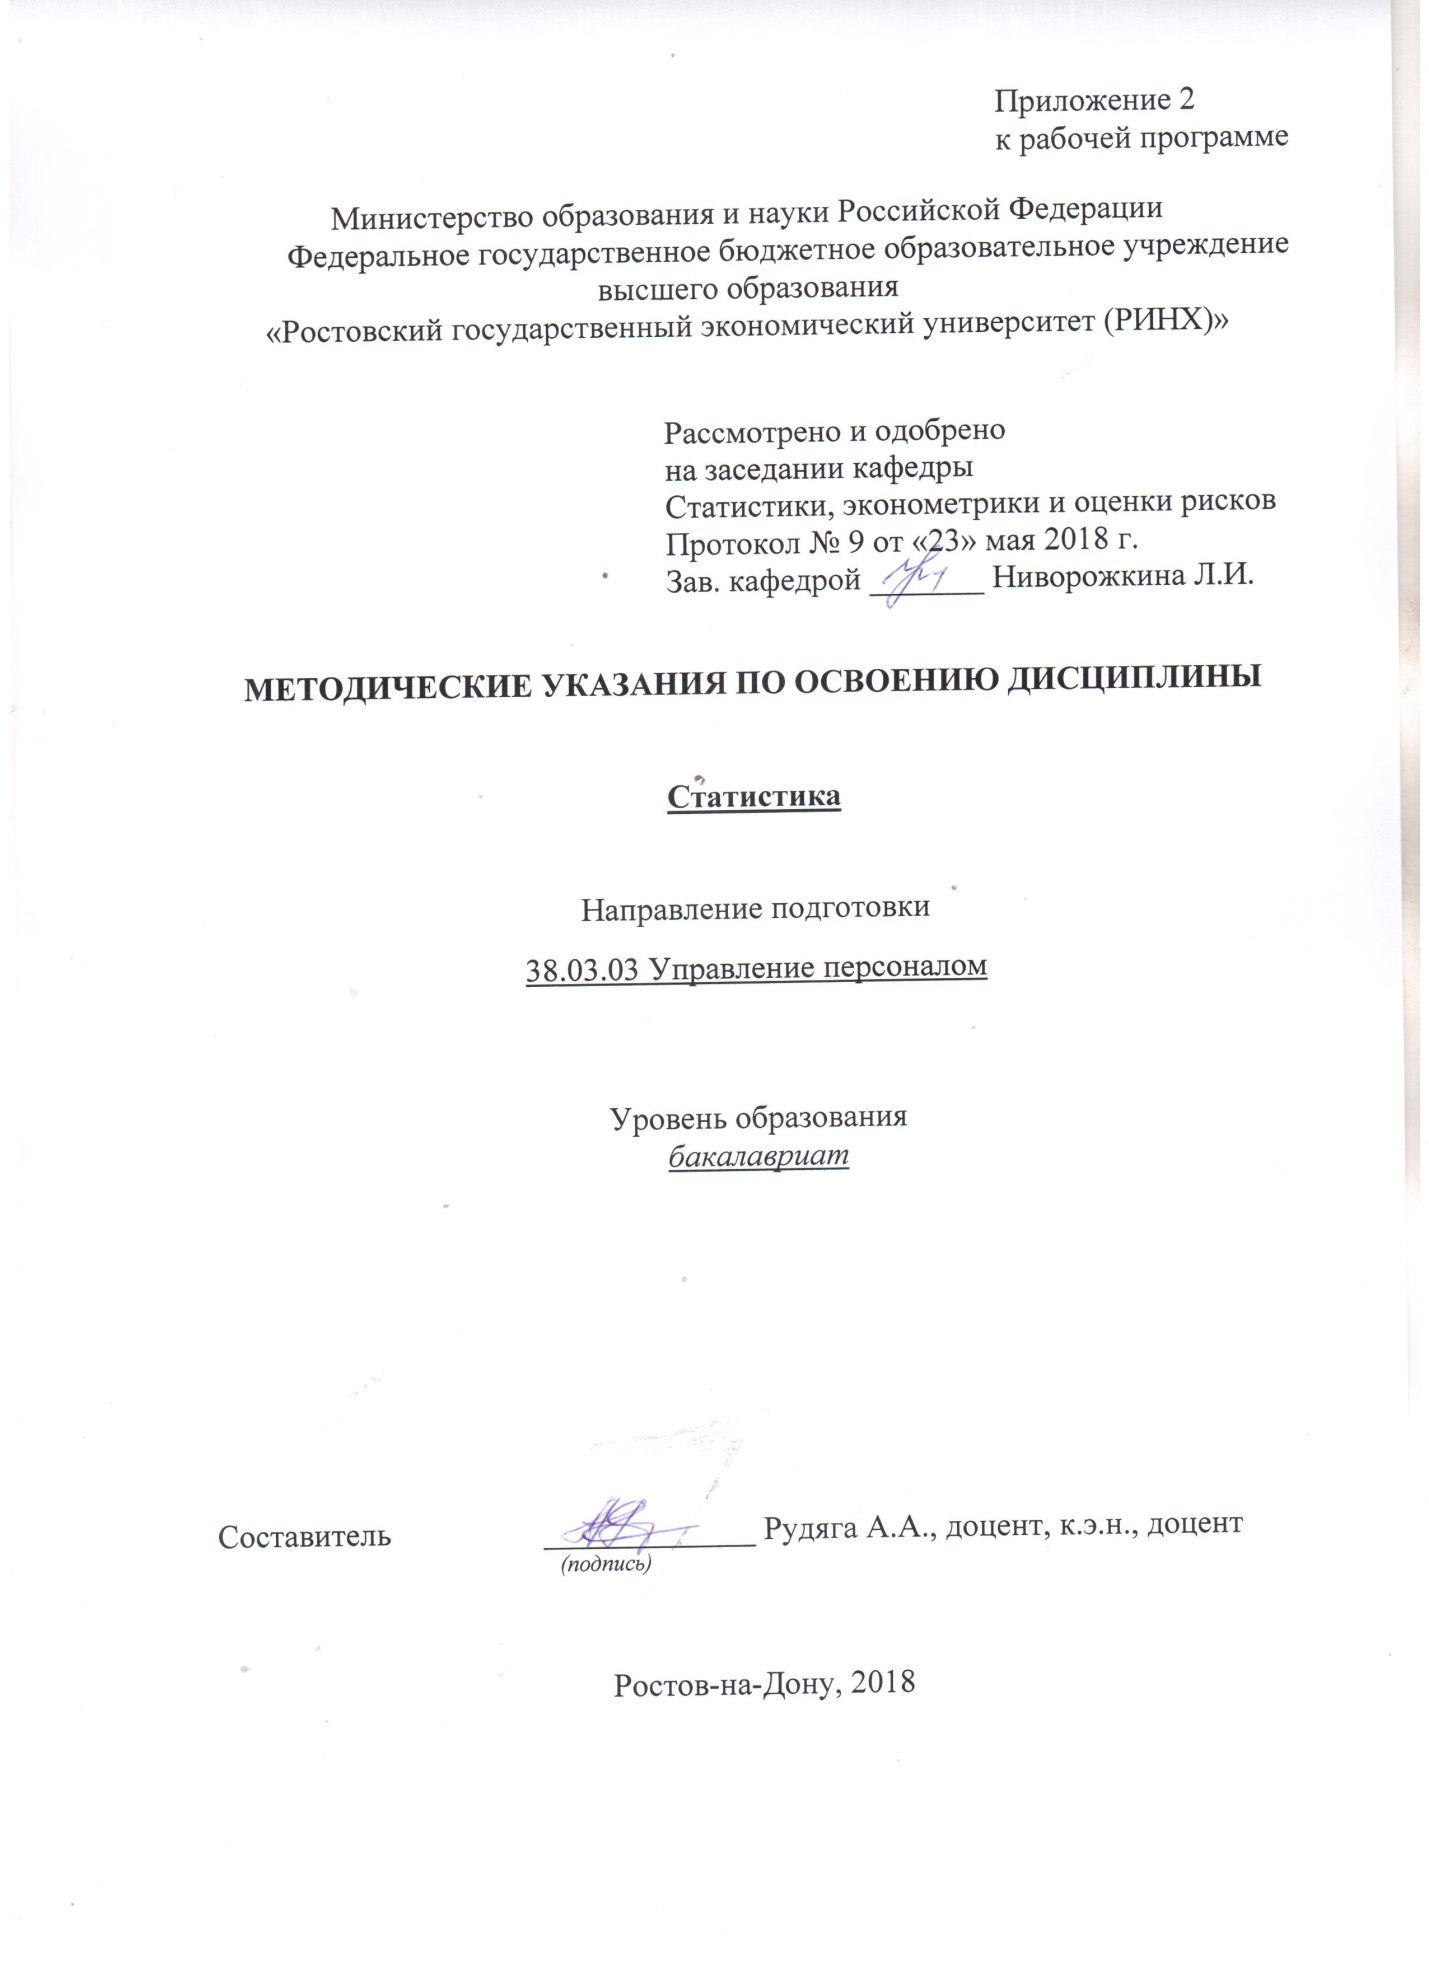 Приложение 2
к рабочей программе
Министерство образования и науки Российской Федерации
Федеральное государственное бюджетное образовательное учреждение
высшего образования
«Ростовский государственный экономический университет (РИНХ)»
Рассмотрено и одобрено
на заседании кафедры
Статистики, эконометрики и оценки рисков
Протокол № 9 от «23» мая 2018 г.
Зав. кафедрой ________ Ниворожкина Л.И.
МЕТОДИЧЕСКИЕ УКАЗАНИЯ ПО ОСВОЕНИЮ ДИСЦИПЛИНЫ
Статистика
Направление подготовки
38.03.03 Управление персоналом
Уровень образования
бакалавриат
Составитель ______________ Рудяга А.А., доцент, к.э.н., доцент
(подпись)
Ростов-на-Дону, 2018